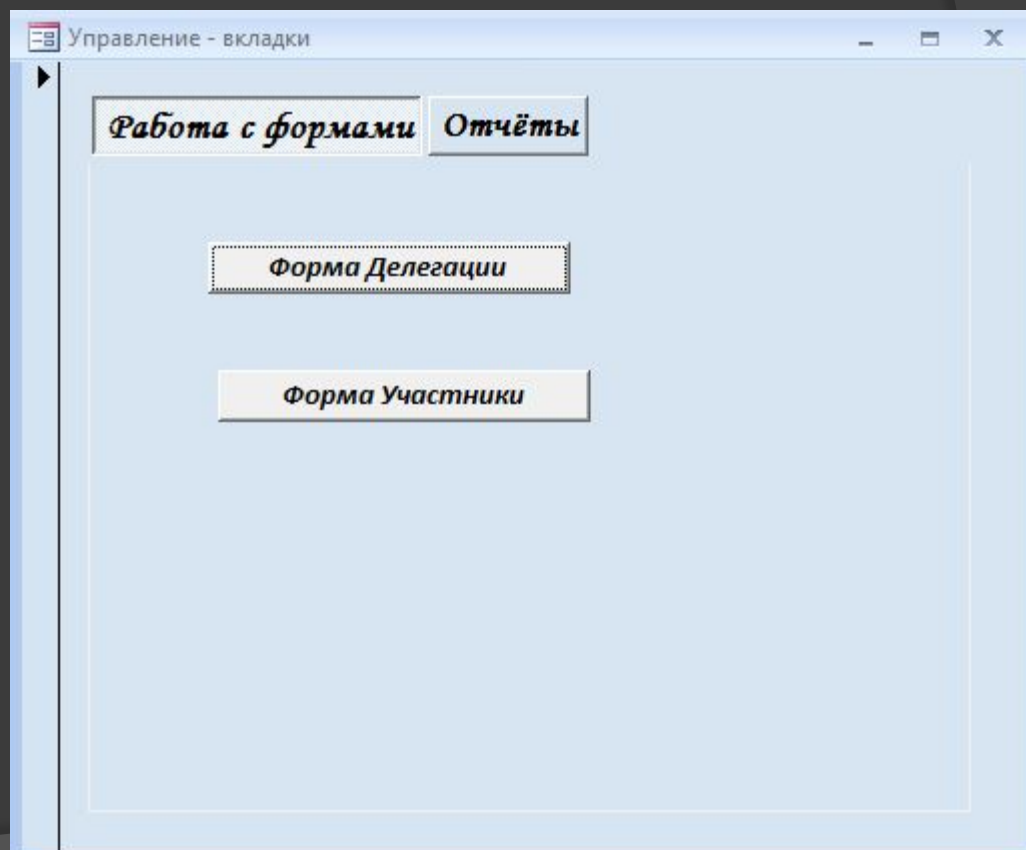 Управление - вкладки
Работа с формами Отчёты
Форма Делегации
Форма Участники